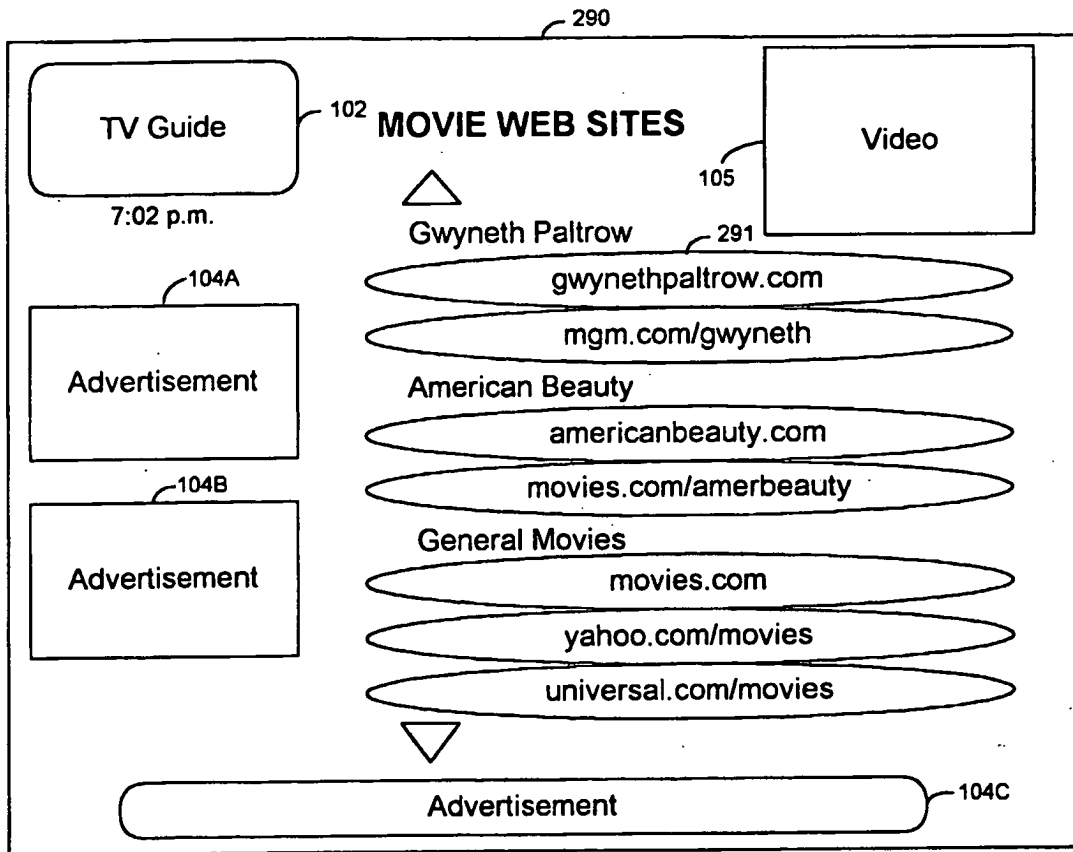 290
TV Guide
102
MOVIE WEB SITES
Video
105
7:02 p.m.
Gwyneth Paltrow
291
gwynethpaltrow.com
mgm.com/gwyneth
104A
Advertisement
American Beauty
americanbeauty.com
movies.com/amerbeauty
104B
Advertisement
General Movies
movies.com
yahoo.com/movies
universal.com/movies
Advertisement
104C